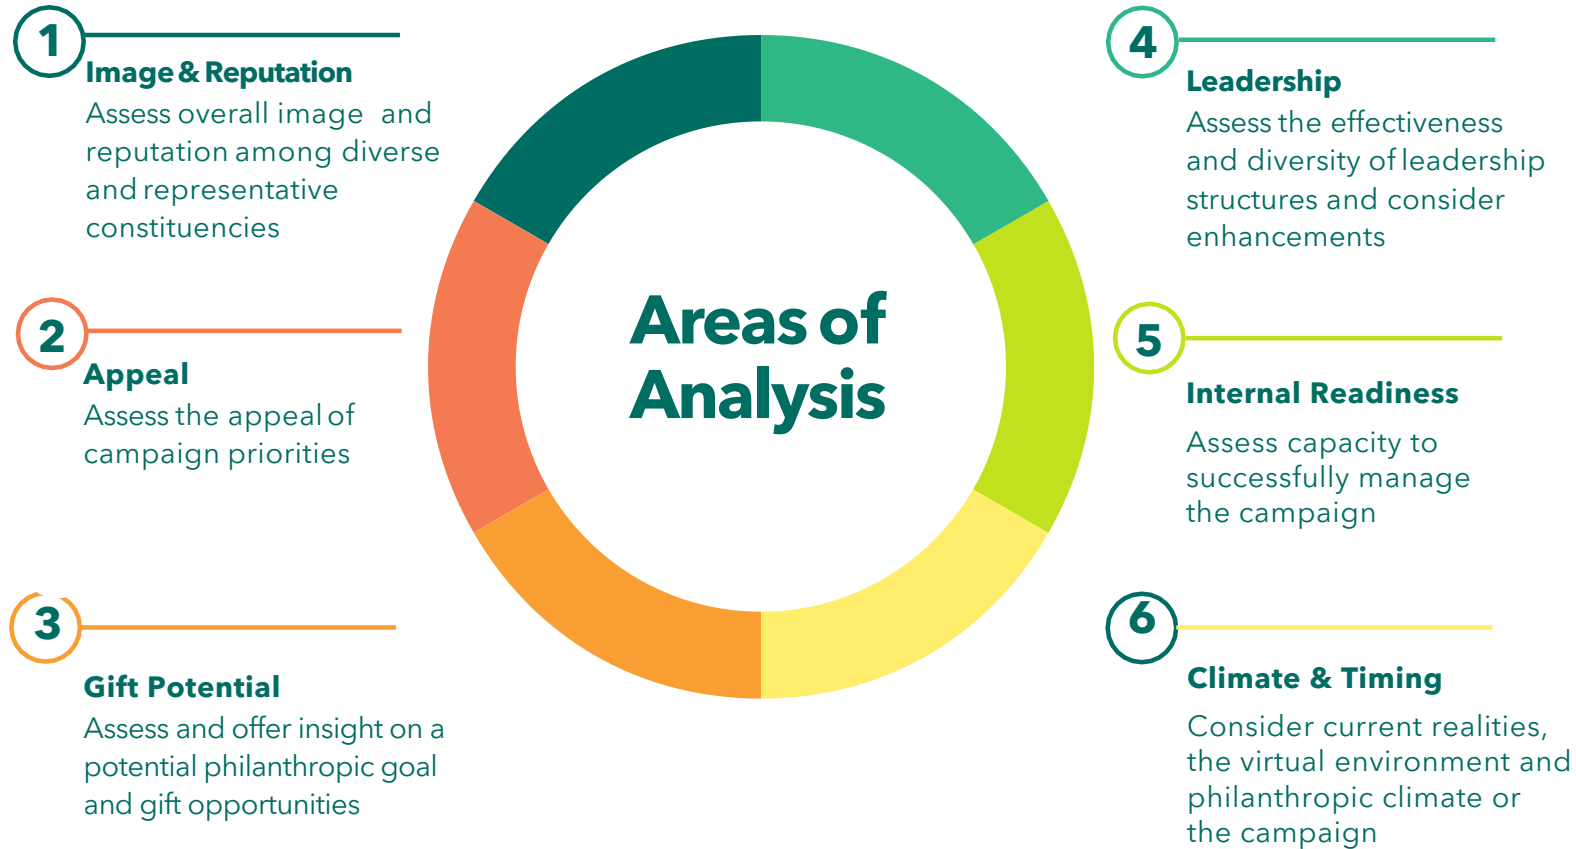 1
Image & Reputation
Assess overall image and
reputation among diverse
and representative
constituencies
2
Appeal
Assess the appeal of
campaign priorities
3
Gift Potential
Assess and offer insight on a
potential philanthropic goal
and gift opportunities
Areas of
Analysis
4
Leadership
Assess the effectiveness
and diversity of leadership
structures and consider
enhancements
5
Internal Readiness
Assess capacity to
successfully manage
the campaign
6
Climate & Timing
Consider current realities,
the virtual environment and
philanthropic climate or
the campaign